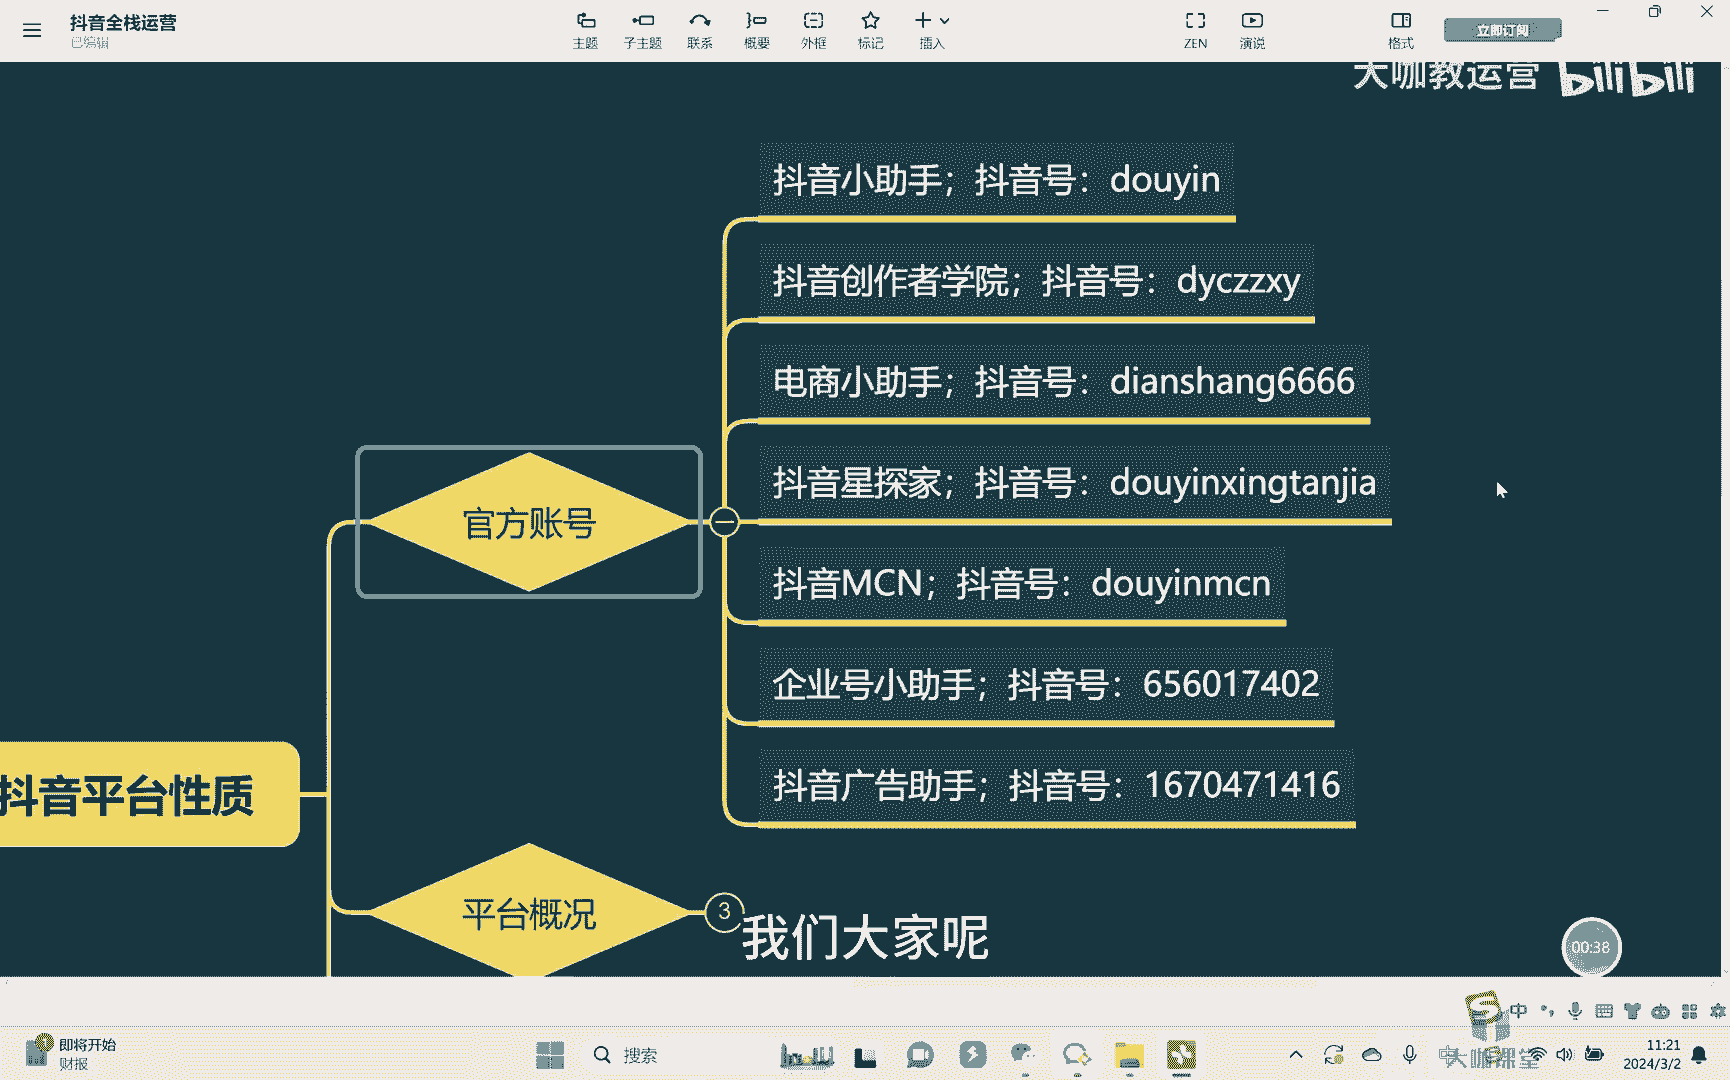 抖音全栈运营
已编辑
主题
子主题
联系
概要
外框
标记
插入
ZEN
演说
格式
立即订阅
大咖教运营 bilibili
抖音小助手；抖音号：douyin
抖音创作者学院；抖音号：dyczzxy
电商小助手；抖音号：dianshang6666
抖音星探家；抖音号：douyinxingtanjia
官方账号
抖音MCN；抖音号：douyinmcn
企业号小助手；抖音号：656017402
抖音平台性质
抖音广告助手；抖音号：1670471416
平台概况
3
我们大家呢
00:38
中
即将开始
财报
搜索
大咖课堂
11:21
2024/3/2